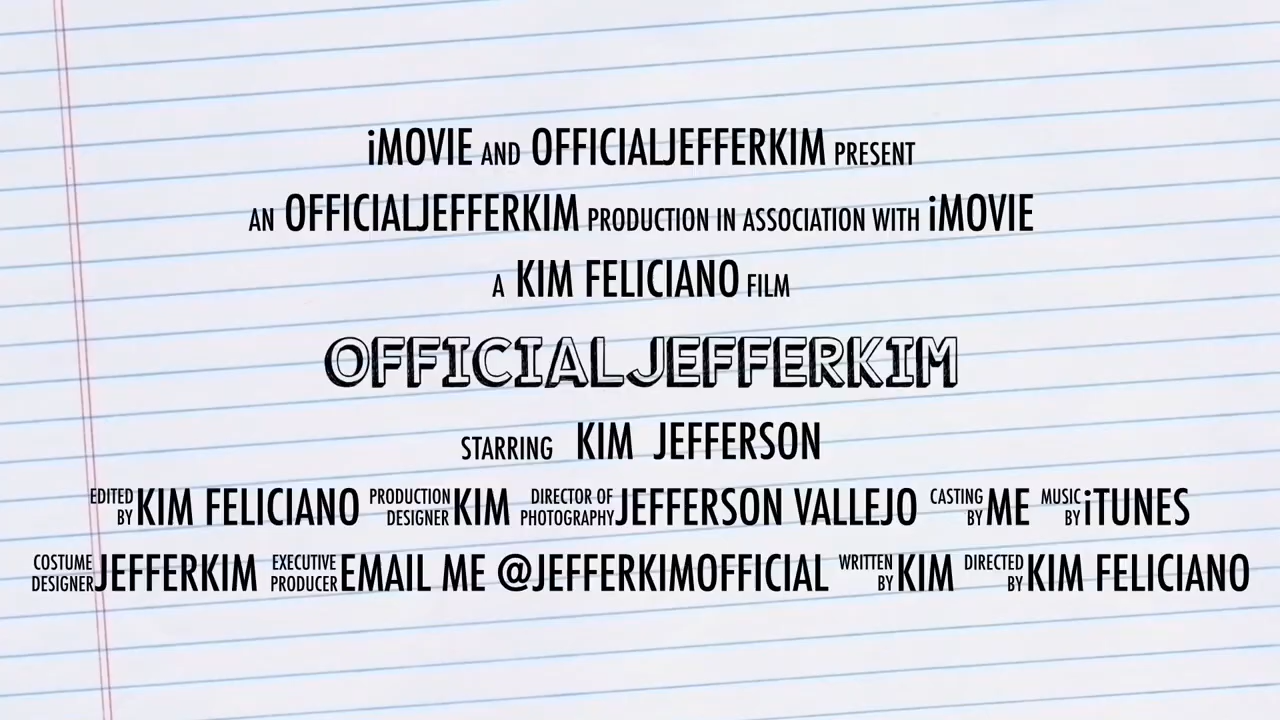 iMOVIE AND OFFICIALJEFFERKIM PRESENT
AN OFFICIALJEFFERKIM PRODUCTION IN ASSOCIATION WITH iMOVIE
A KIM FELICIANO FILM
OFFICIALJEFFERKIM
STARRING KIM JEFFERSON
EDITED BY KIM FELICIANO PRODUCTION DESIGNER KIM DIRECTOR OF PHOTOGRAPHY JEFFERSON VALLEJO CASTING BY ME MUSIC BY iTUNES
COSTUME DESIGNER JEFFERKIM EXECUTIVE PRODUCER EMAIL ME @JEFFERKIMOFFICIAL WRITTEN BY KIM DIRECTED BY KIM FELICIANO